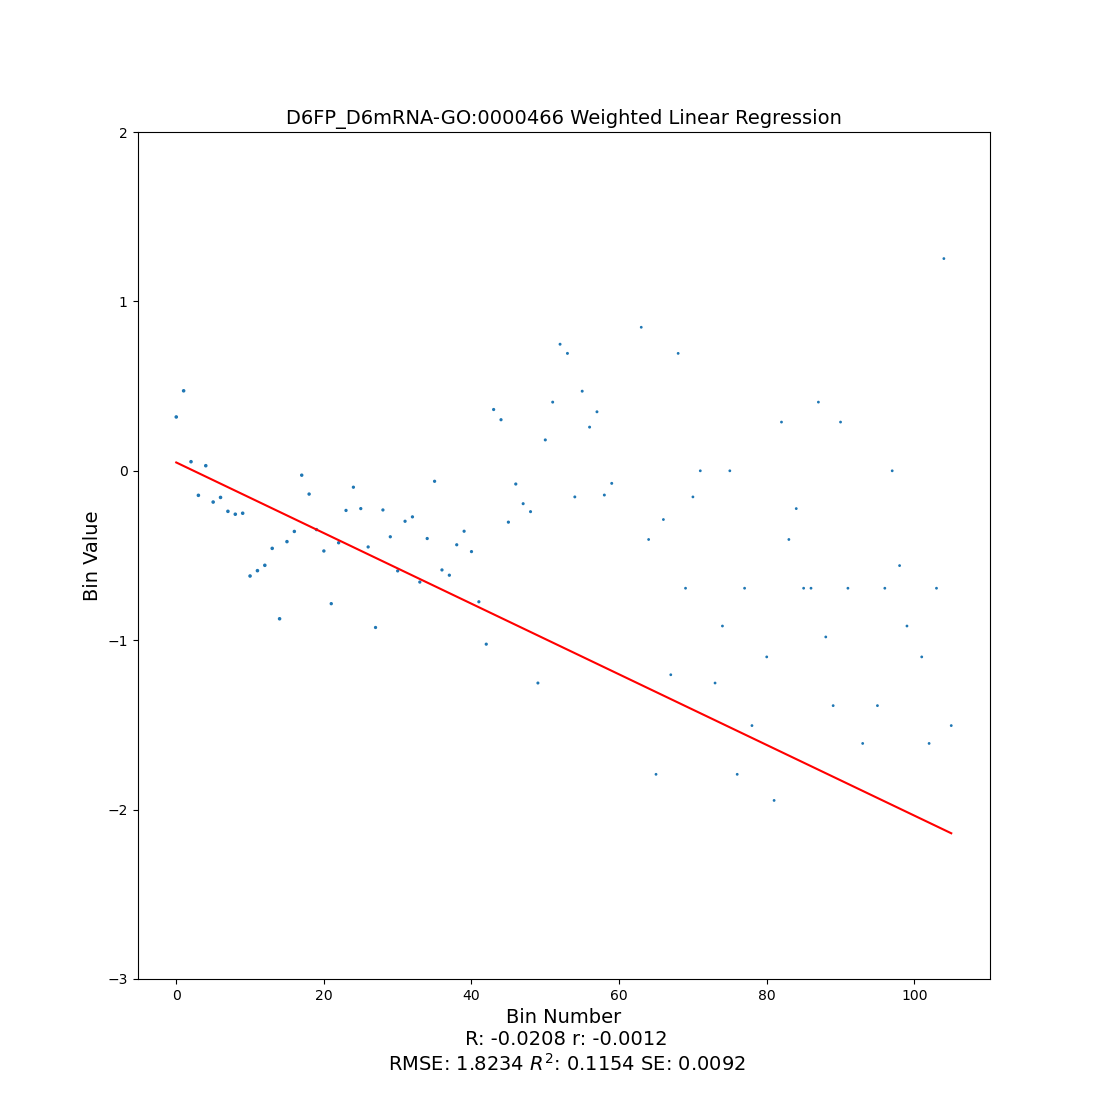 D6FP_D6mRNA-GO:0000466 Weighted Linear Regression
2
1
0
−1
−2
−3
Bin Value
0 20 40 60 80 100
Bin Number
R: -0.0208 r: -0.0012
RMSE: 1.8234 R²: 0.1154 SE: 0.0092